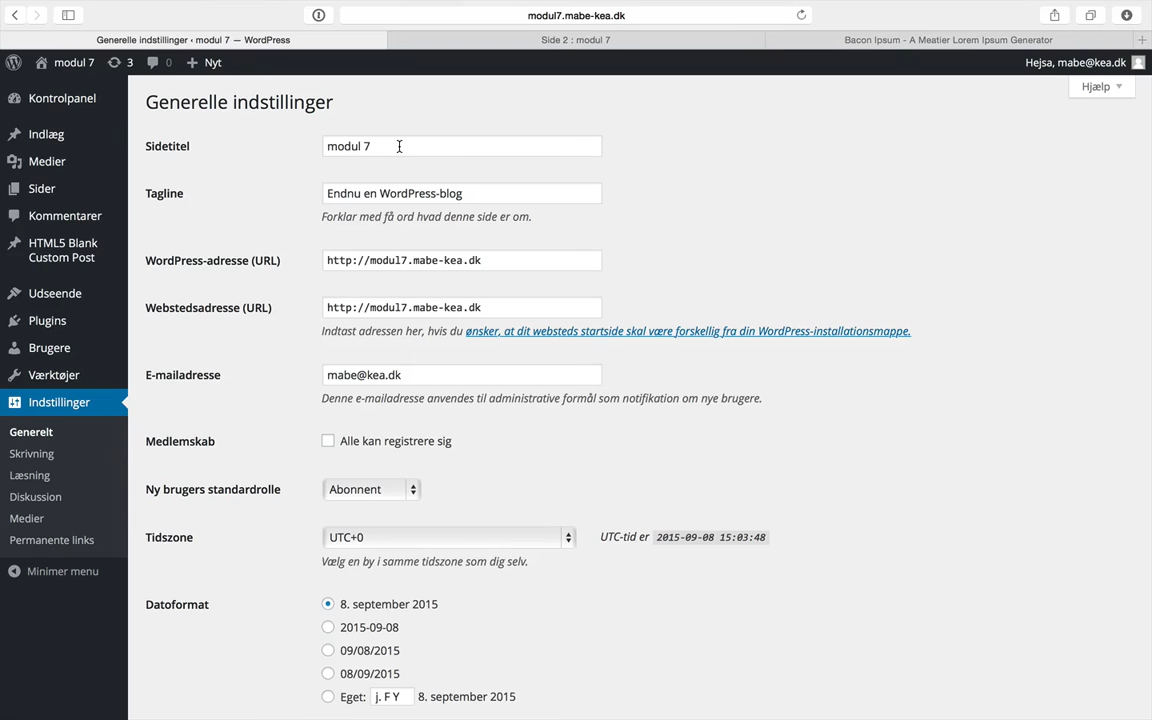 modul7.mabe-kea.dk
Generelle indstillinger ‹ modul 7 — WordPress
Side 2 : modul 7
Bacon Ipsum - A Meatier Lorem Ipsum Generator
modul 7
3
0
Nyt
Hejsa, mabe@kea.dk
Kontrolpanel
Indlæg
Medier
Sider
Kommentarer
HTML5 Blank
Custom Post
Udseende
Plugins
Brugere
Værktøjer
Indstillinger
Generelt
Skrivning
Læsning
Diskussion
Medier
Permanente links
Minimer menu
Hjælp
Generelle indstillinger
Sidetitel
modul 7
Tagline
Endnu en WordPress-blog
Forklar med få ord hvad denne side er om.
WordPress-adresse (URL)
http://modul7.mabe-kea.dk
Webstedsadresse (URL)
http://modul7.mabe-kea.dk
Indtast adressen her, hvis du ønsker, at dit websteds startside skal være forskellig fra din WordPress-installationsmappe.
E-mailadresse
mabe@kea.dk
Denne e-mailadresse anvendes til administrative formål som notifikation om nye brugere.
Medlemskab
Alle kan registrere sig
Ny brugers standardrolle
Abonnent
Tidszone
UTC+0
UTC-tid er 2015-09-08 15:03:48
Vælg en by i samme tidszone som dig selv.
Datoformat
8. september 2015
2015-09-08
09/08/2015
08/09/2015
Eget: j. F Y 8. september 2015